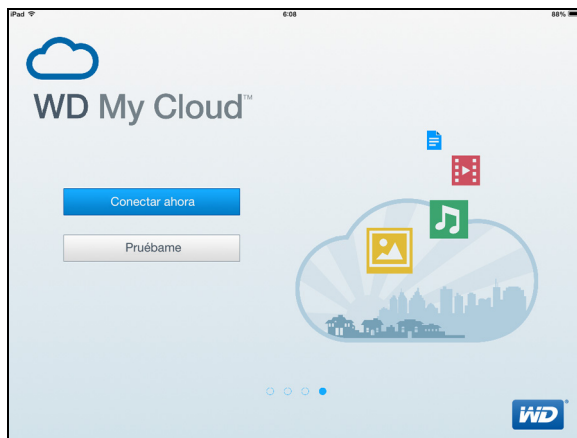 iPad 6:08 88%
WD My Cloud™
Conectar ahora
Pruébame
WD®